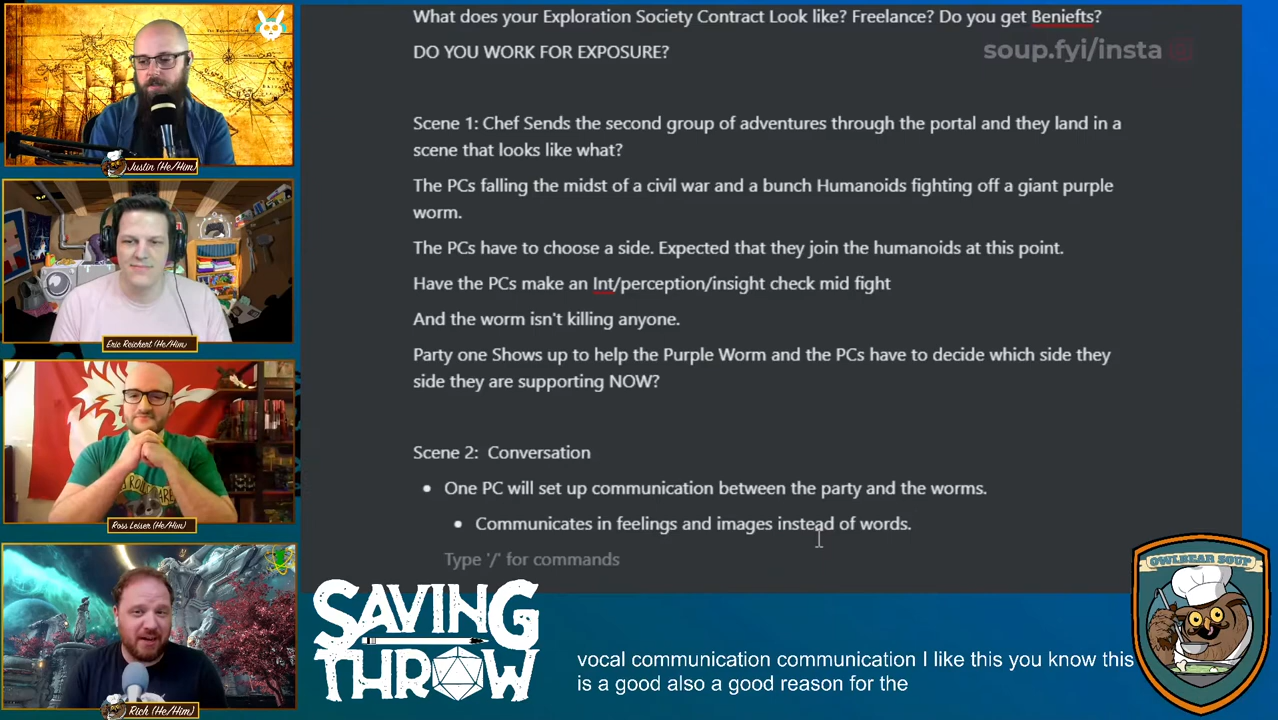 What does your Exploration Society Contract Look like? Freelance? Do you get Beniefts?
DO YOU WORK FOR EXPOSURE?
soup.fyi/insta
Scene 1: Chef Sends the second group of adventures through the portal and they land in a
scene that looks like what?
The PCs falling the midst of a civil war and a bunch Humanoids fighting off a giant purple
worm.
The PCs have to choose a side. Expected that they join the humanoids at this point.
Have the PCs make an Int/perception/insight check mid fight
And the worm isn't killing anyone.
Party one Shows up to help the Purple Worm and the PCs have to decide which side they
side they are supporting NOW?
Scene 2: Conversation
• One PC will set up communication between the party and the worms.
• Communicates in feelings and images instead of words.
Type '/' for commands
Justin (He/Him)
Eric Reichert (He/Him)
Ross Leiser (He/Him)
Rich (He/Him)
SAVING
THROW
vocal communication communication I like this you know this
is a good also a good reason for the
OWLBEAR SOUP